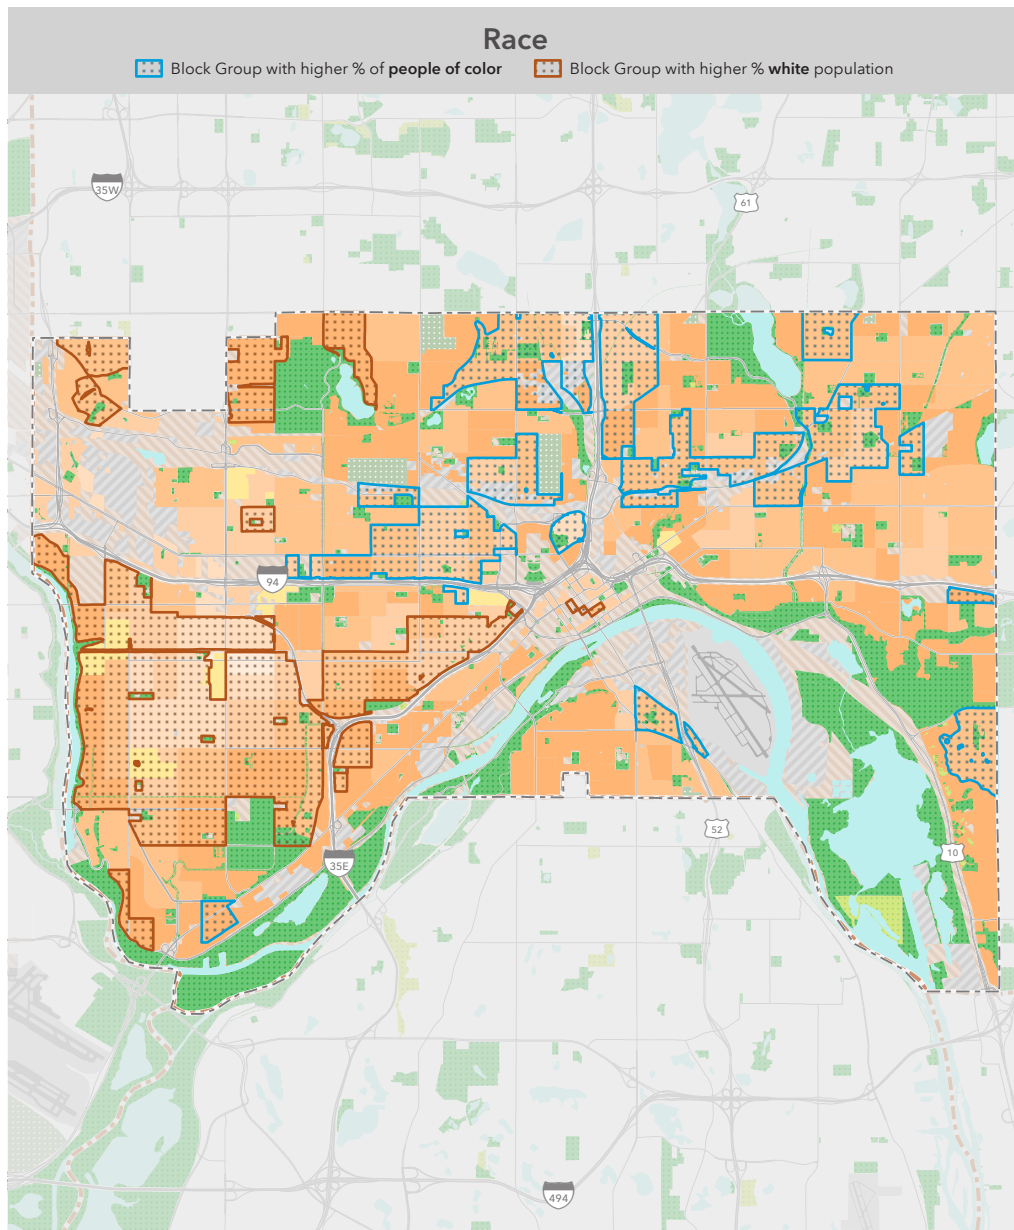 Race
Block Group with higher % of people of color
Block Group with higher % white population
35W
61
94
52
10
35E
494